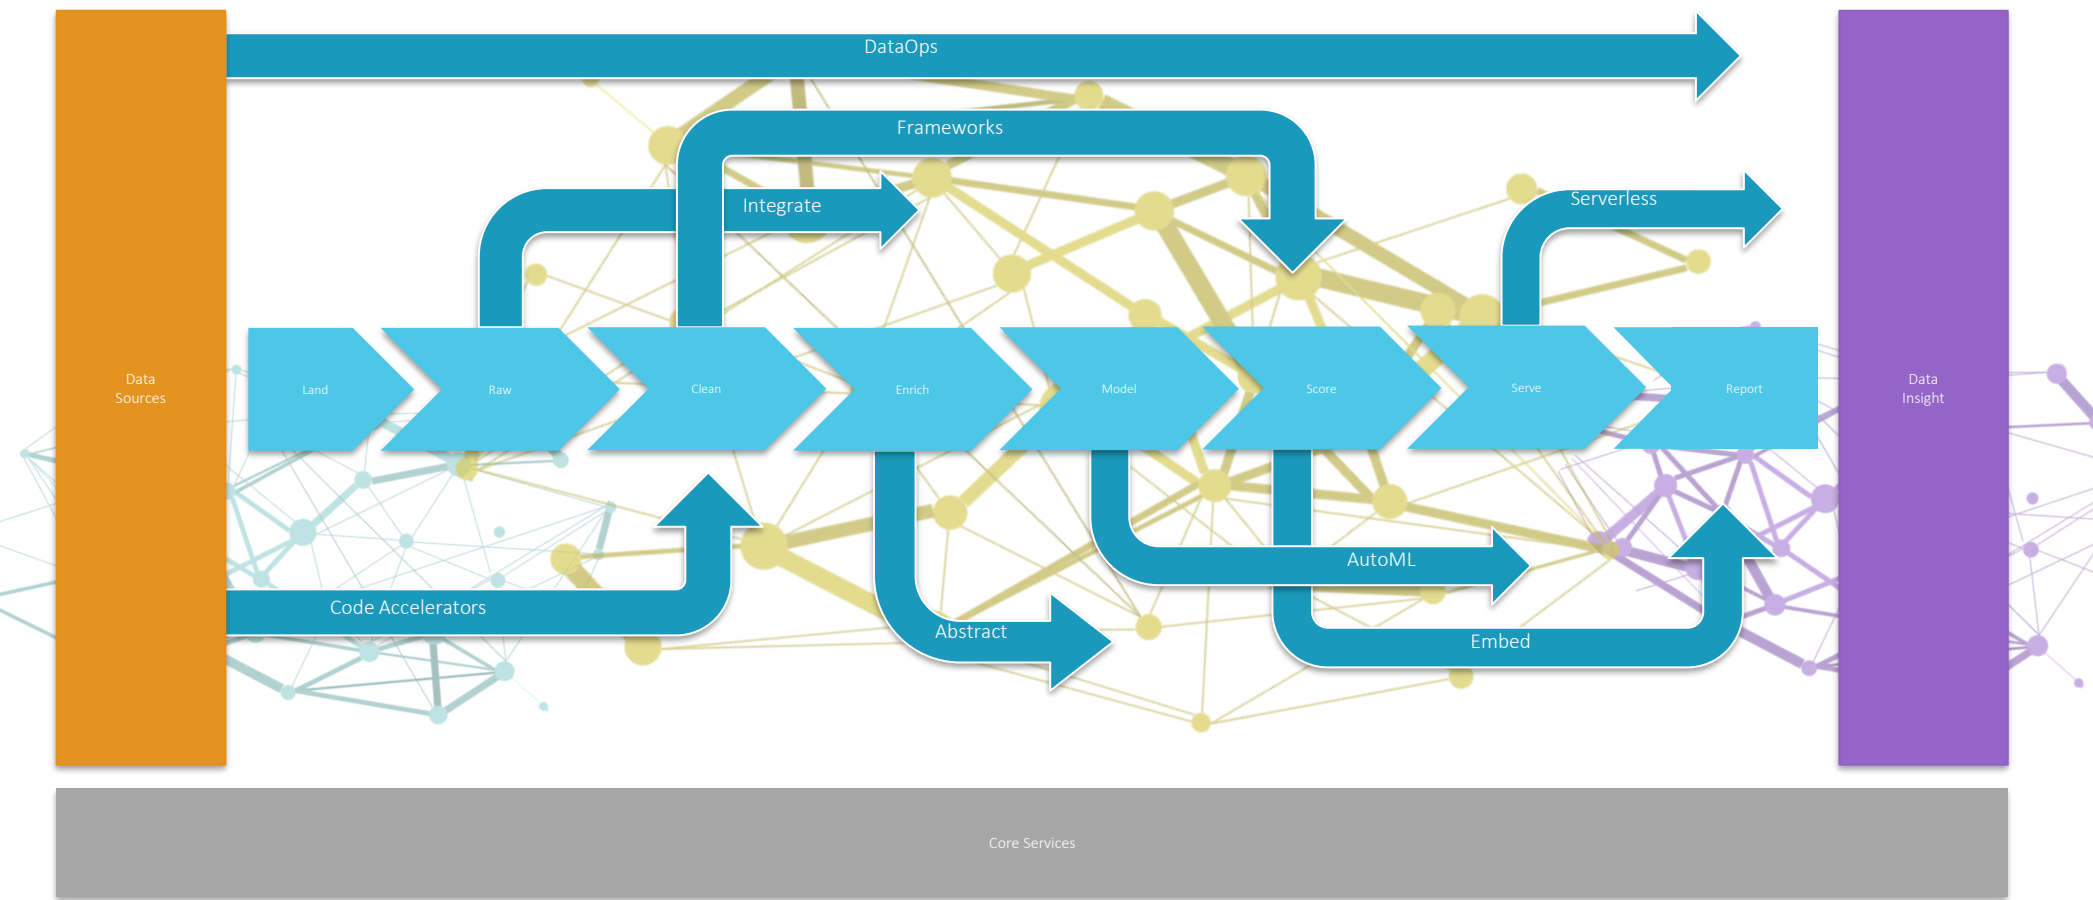 DataOps
Frameworks
Integrate
Serverless
Data
Sources
Land
Raw
Clean
Enrich
Model
Score
Serve
Report
Data
Insight
AutoML
Code Accelerators
Abstract
Embed
Core Services